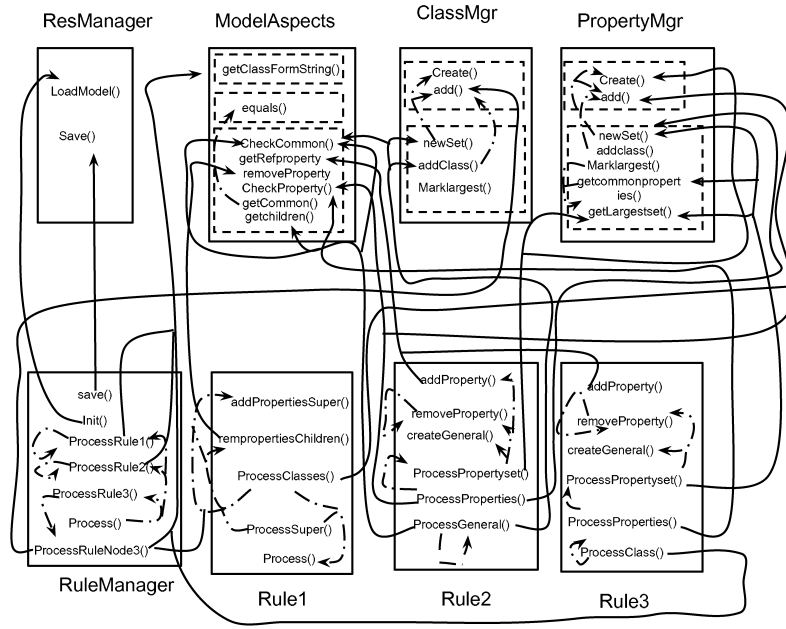 ResManager
ModelAspects
ClassMgr
PropertyMgr
LoadModel()
Save()
getClassFormString()
equals()
CheckCommon()
getRefproperty
removeProperty
CheckProperty()
getCommon()
getchildren()
Create()
add()
newSet()
addClass()
Marklargest()
Create()
add()
newSet()
addclass()
Marklargest()
getcommonpropert
ies()
getLargestset()
save()
Init()
ProcessRule1()
ProcessRule2()
ProcessRule3()
Process()
ProcessRuleNode3()
RuleManager
addPropertiesSuper()
rempropertiesChildren()
ProcessClasses()
ProcessSuper()
Process()
Rule1
addProperty()
removeProperty()
createGeneral()
ProcessPropertyset()
ProcessProperties()
ProcessGeneral()
Rule2
addProperty()
removeProperty()
createGeneral()
ProcessPropertyset()
ProcessProperties()
ProcessClass()
Rule3